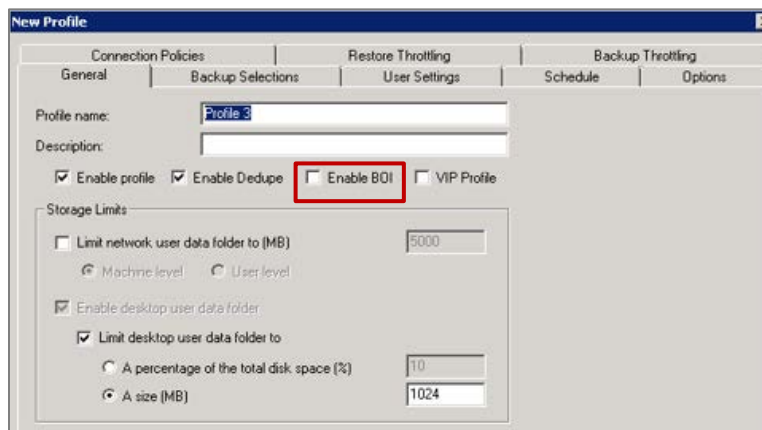 New Profile
Connection Policies Restore Throttling Backup Throttling
General Backup Selections User Settings Schedule Options
Profile name: Profile 3
Description:
Enable profile Enable Dedupe Enable BOI VIP Profile
Storage Limits
Limit network user data folder to (MB) 5000
Machine level User level
Enable desktop user data folder
Limit desktop user data folder to
A percentage of the total disk space (%) 10
A size (MB) 1024